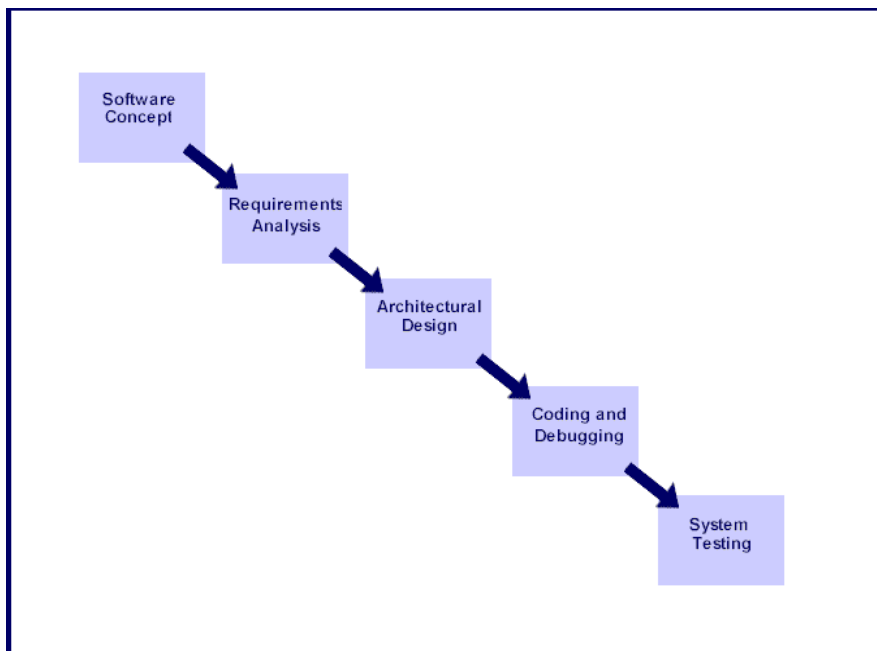 Software
Concept
Requirements
Analysis
Architectural
Design
Coding and
Debugging
System
Testing